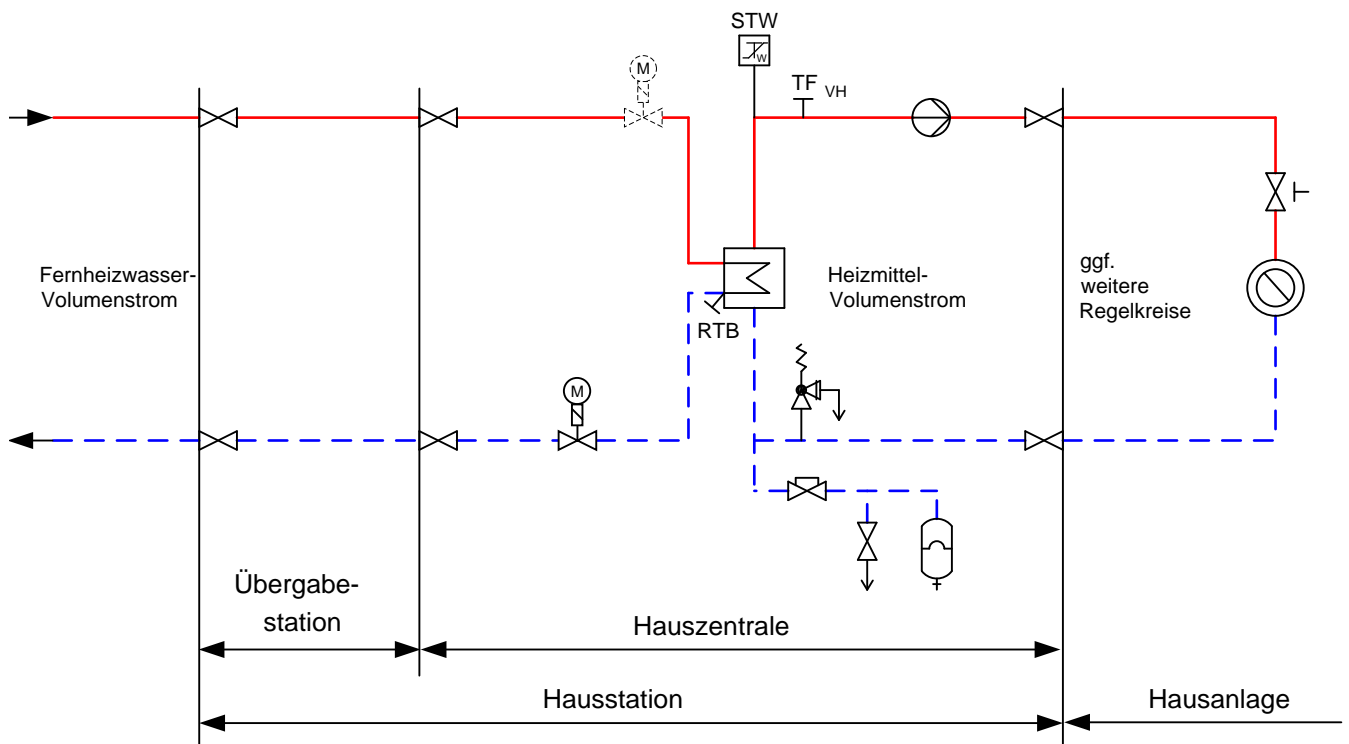 STW
W
M
TF VH
Fernheizwasser-
Volumenstrom
Heizmittel-
Volumenstrom
ggf.
weitere
Regelkreise
RTB
M
Übergabe-
station
Hauszentrale
Hausstation
Hausanlage